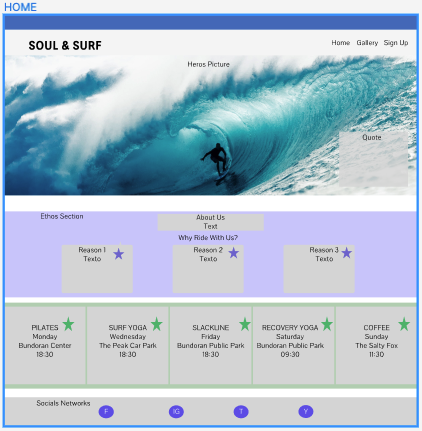 HOME
SOUL & SURF
Home Gallery Sign Up
Heros Picture
Quote
Ethos Section
About Us
Text
Why Ride With Us?
Reason 1
Texto
Reason 2
Texto
Reason 3
Texto
PILATES
Monday
Bundoran Center
18:30
SURF YOGA
Wednesday
The Peak Car Park
18:30
SLACKLINE
Friday
Bundoran Public Park
18:30
RECOVERY YOGA
Saturday
Bundoran Public Park
09:30
COFFEE
Sunday
The Salty Fox
11:30
Socials Networks
F IG T Y